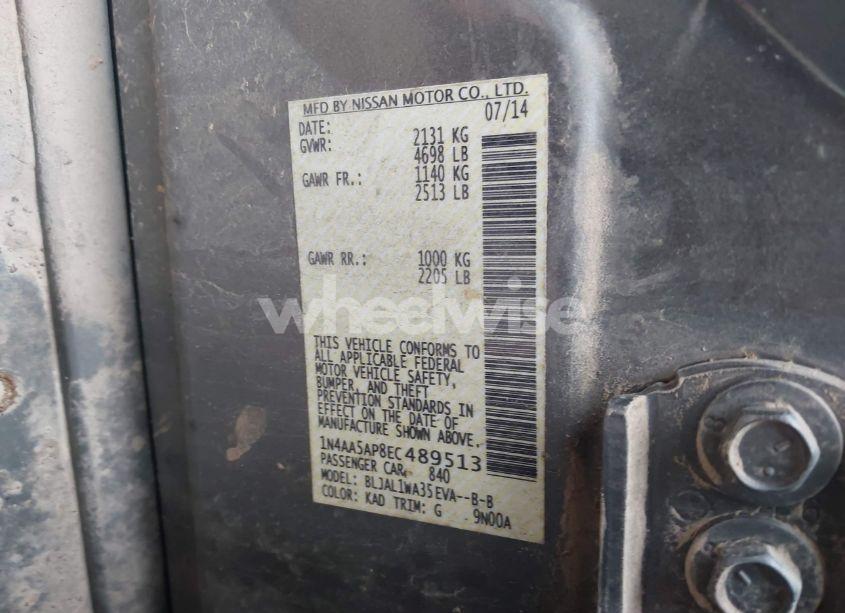 MFD BY NISSAN MOTOR CO., LTD.
DATE: 07/14
GVWR: 2131 KG
4698 LB
GAWR FR.: 1140 KG
2513 LB
GAWR RR.: 1000 KG
2205 LB
wheelwise
THIS VEHICLE CONFORMS TO
ALL APPLICABLE FEDERAL
MOTOR VEHICLE SAFETY,
BUMPER, AND THEFT
PREVENTION STANDARDS IN
EFFECT ON THE DATE OF
MANUFACTURE SHOWN ABOVE.
1N4AA5AP8EC489513
PASSENGER CAR. 840
MODEL: BLJAL1WA35EVA--B-B
COLOR: KAD TRIM: G 9N00A